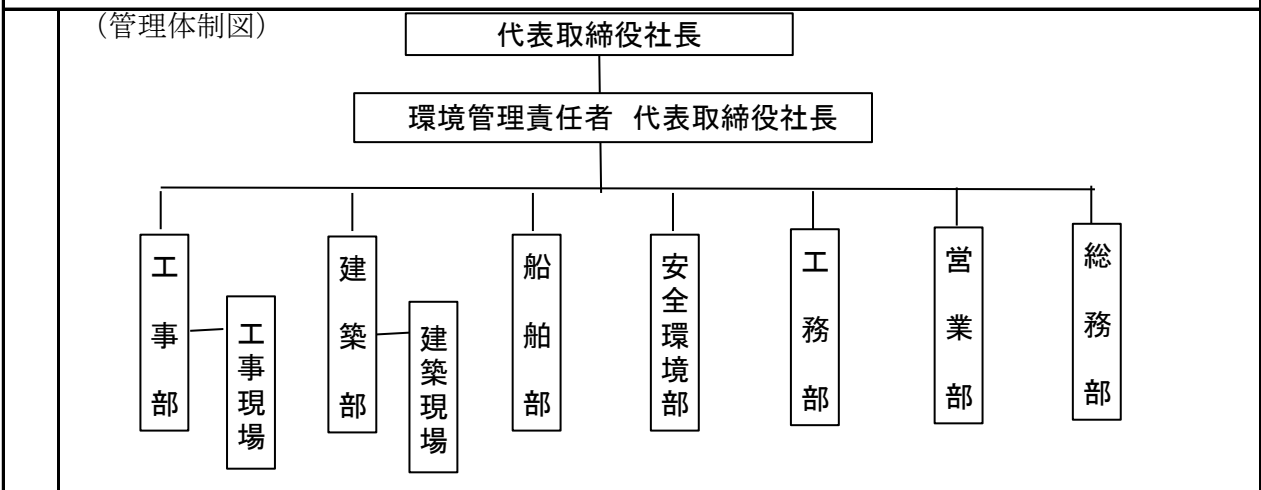 （管理体制図）
代表取締役社長
環境管理責任者 代表取締役社長
工事部
工事現場
建築部
建築現場
船舶部
安全環境部
工務部
営業部
総務部